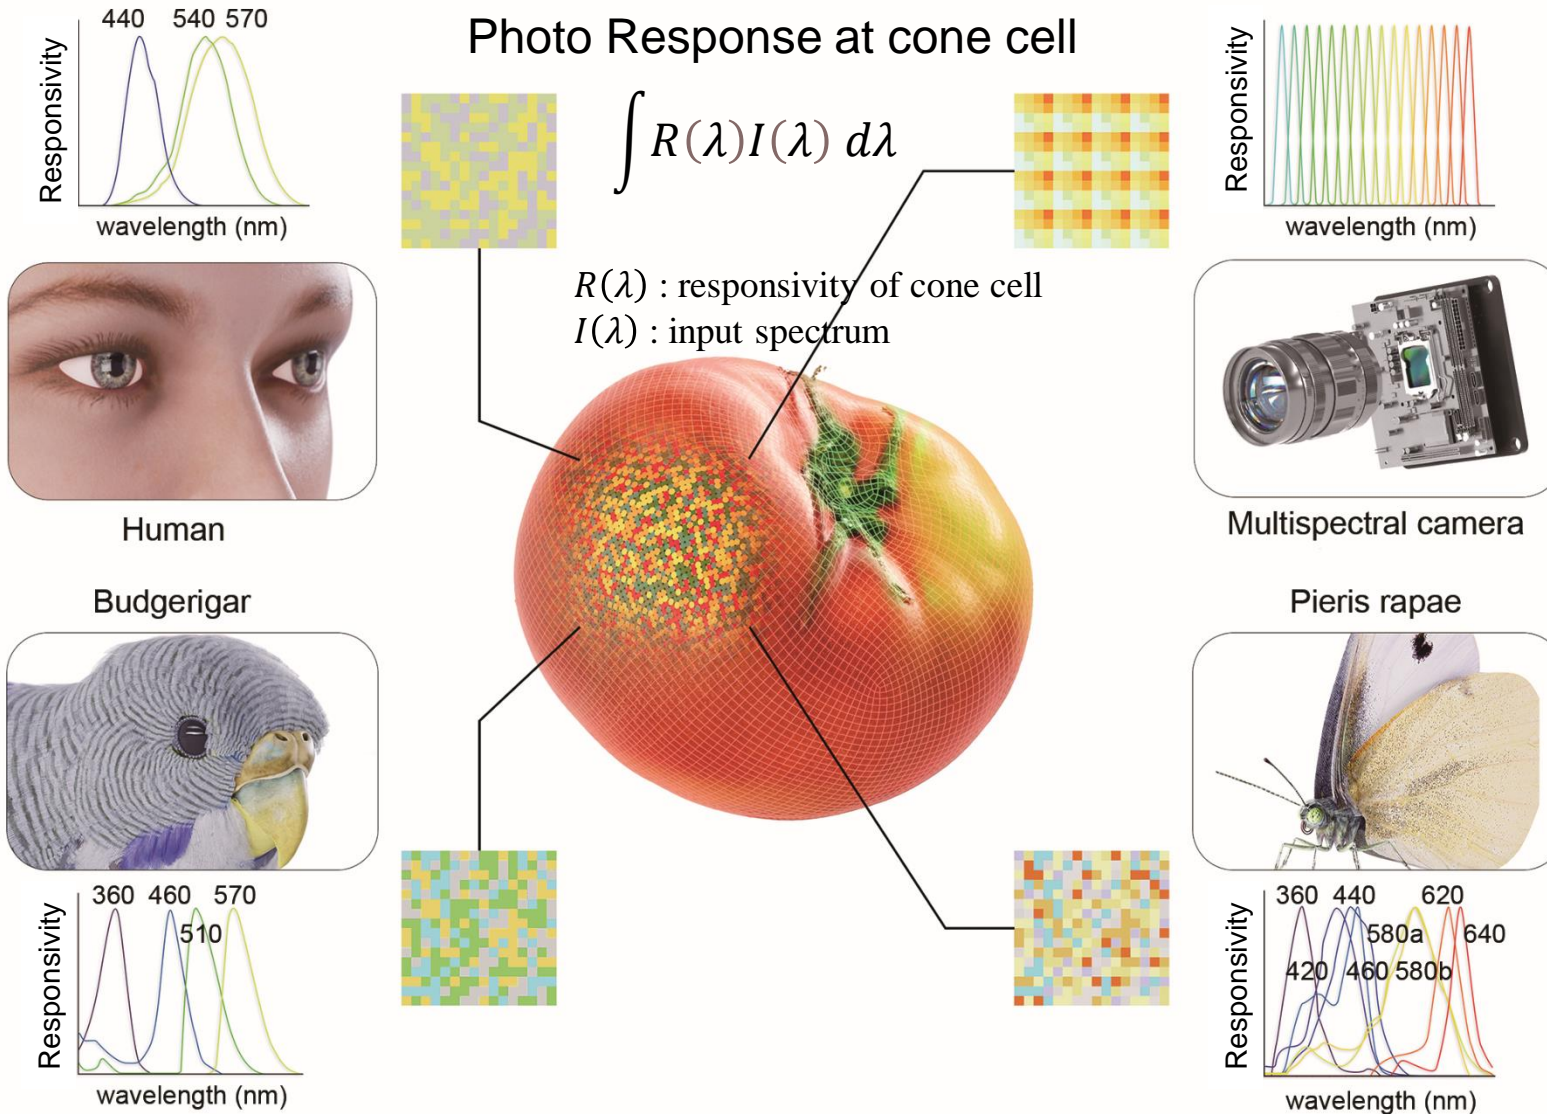 Photo Response at cone cell
∫ R(λ)I(λ) dλ
R(λ) : responsivity of cone cell
I(λ) : input spectrum
440 540 570
Responsivity
wavelength (nm)
Human
Responsivity
wavelength (nm)
Multispectral camera
Budgerigar
360 460 570
510
Responsivity
wavelength (nm)
Pieris rapae
360 440 620
580a 640
420 460 580b
Responsivity
wavelength (nm)